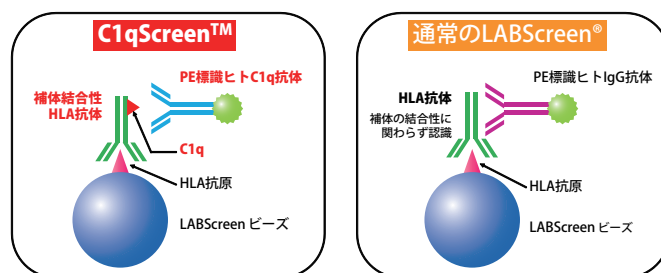 C1qScreen™
PE標識ヒトC1q抗体
補体結合性
HLA抗体
C1q
HLA抗原
LABScreen ビーズ
通常のLABScreen®
PE標識ヒトIgG抗体
HLA抗体
補体の結合性に
関わらず認識
HLA抗原
LABScreen ビーズ